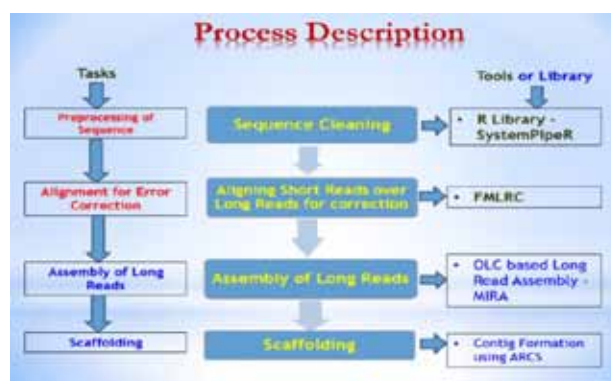 Process Description
Tasks
Tools or Library
Preprocessing of
Sequence
Sequence Cleaning
• R Library -
SystemPipeR
Alignment for Error
Correction
Aligning Short Reads over
Long Reads for correction
• FMLRC
Assembly of Long
Reads
Assembly of Long Reads
• OLC based Long
Read Assembly -
MIRA
Scaffolding
Scaffolding
• Contig Formation
using ARCS